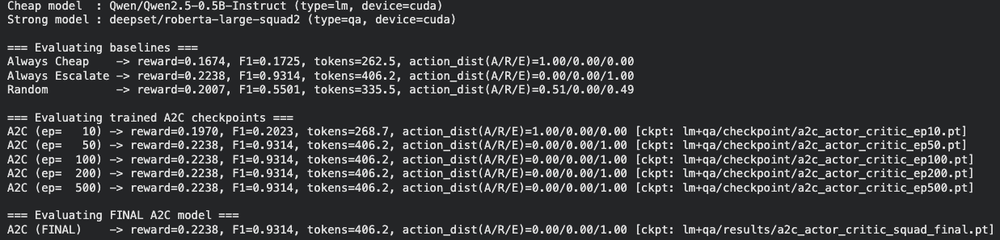 Cheap model  : Qwen/Qwen2.5-0.5B-Instruct (type=lm, device=cuda)
Strong model : deepset/roberta-large-squad2 (type=qa, device=cuda)
=== Evaluating baselines ===
Always Cheap    -> reward=0.1674, F1=0.1725, tokens=262.5, action_dist(A/R/E)=1.00/0.00/0.00
Always Escalate -> reward=0.2238, F1=0.9314, tokens=406.2, action_dist(A/R/E)=0.00/0.00/1.00
Random          -> reward=0.2007, F1=0.5501, tokens=335.5, action_dist(A/R/E)=0.51/0.00/0.49
=== Evaluating trained A2C checkpoints ===
A2C (ep=   10) -> reward=0.1970, F1=0.2023, tokens=268.7, action_dist(A/R/E)=1.00/0.00/0.00 [ckpt: lm+qa/checkpoint/a2c_actor_critic_ep10.pt]
A2C (ep=   50) -> reward=0.2238, F1=0.9314, tokens=406.2, action_dist(A/R/E)=0.00/0.00/1.00 [ckpt: lm+qa/checkpoint/a2c_actor_critic_ep50.pt]
A2C (ep=  100) -> reward=0.2238, F1=0.9314, tokens=406.2, action_dist(A/R/E)=0.00/0.00/1.00 [ckpt: lm+qa/checkpoint/a2c_actor_critic_ep100.pt]
A2C (ep=  200) -> reward=0.2238, F1=0.9314, tokens=406.2, action_dist(A/R/E)=0.00/0.00/1.00 [ckpt: lm+qa/checkpoint/a2c_actor_critic_ep200.pt]
A2C (ep=  500) -> reward=0.2238, F1=0.9314, tokens=406.2, action_dist(A/R/E)=0.00/0.00/1.00 [ckpt: lm+qa/checkpoint/a2c_actor_critic_ep500.pt]
=== Evaluating FINAL A2C model ===
A2C (FINAL)    -> reward=0.2238, F1=0.9314, tokens=406.2, action_dist(A/R/E)=0.00/0.00/1.00 [ckpt: lm+qa/results/a2c_actor_critic_squad_final.pt]